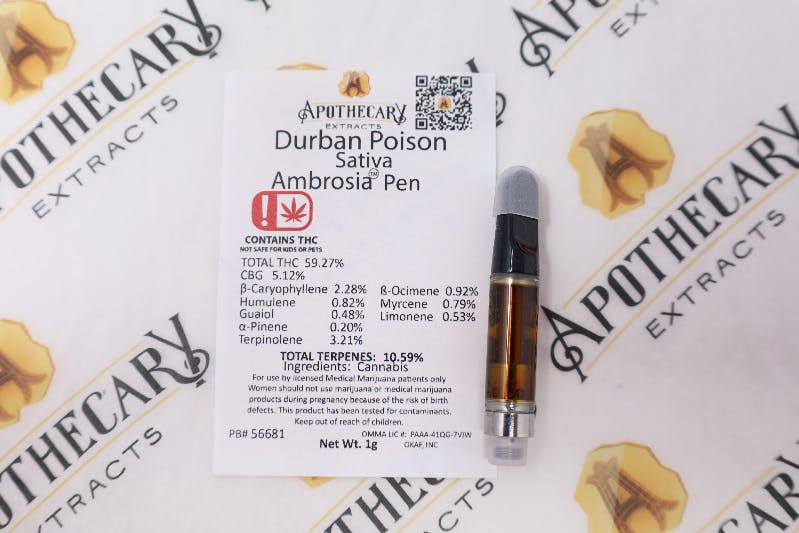 APOTHECARY
EXTRACTS
Durban Poison
Sativa
Ambrosia™ Pen
CONTAINS THC
NOT SAFE FOR KIDS OR PETS
TOTAL THC 59.27%
CBG 5.12%
β-Caryophyllene 2.28% ß-Ocimene 0.92%
Humulene 0.82% Myrcene 0.79%
Guaiol 0.48% Limonene 0.53%
α-Pinene 0.20%
Terpinolene 3.21%
TOTAL TERPENES: 10.59%
Ingredients: Cannabis
For use by licensed Medical Marijuana patients only
Women should not use marijuana or medical marijuana
products during pregnancy because of the risk of birth
defects. This product has been tested for contaminants.
Keep out of reach of children.
PB# 56681 OMMA LIC #: PAAA-41QG-7VJW
Net Wt. 1g OKAF, INC
APOTHECARY
EXTRACTS
APOTHECARY
EXTRACTS
APOTHECARY
EXTRACTS
APOTHECARY
EXTRACTS